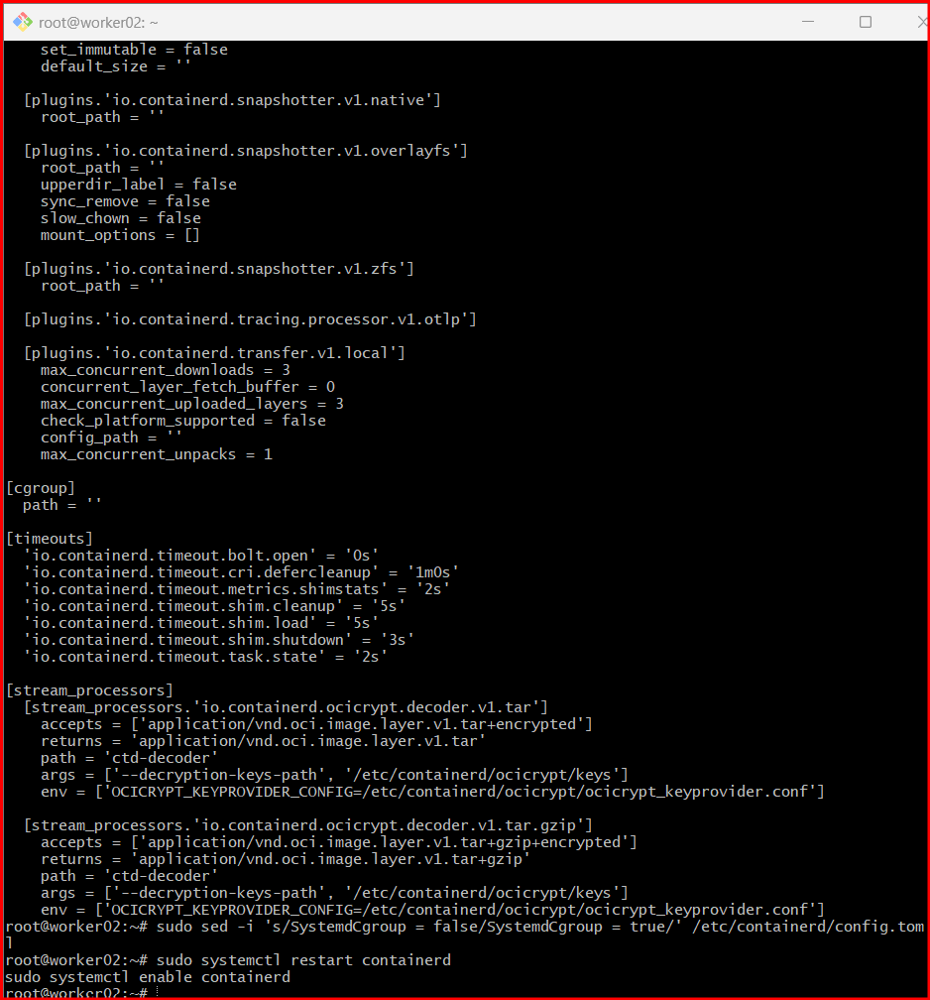 root@worker02: ~
    set_immutable = false
    default_size = ''

  [plugins.'io.containerd.snapshotter.v1.native']
    root_path = ''

  [plugins.'io.containerd.snapshotter.v1.overlayfs']
    root_path = ''
    upperdir_label = false
    sync_remove = false
    slow_chown = false
    mount_options = []

  [plugins.'io.containerd.snapshotter.v1.zfs']
    root_path = ''

  [plugins.'io.containerd.tracing.processor.v1.otlp']

  [plugins.'io.containerd.transfer.v1.local']
    max_concurrent_downloads = 3
    concurrent_layer_fetch_buffer = 0
    max_concurrent_uploaded_layers = 3
    check_platform_supported = false
    config_path = ''
    max_concurrent_unpacks = 1

[cgroup]
  path = ''

[timeouts]
  'io.containerd.timeout.bolt.open' = '0s'
  'io.containerd.timeout.cri.defercleanup' = '1m0s'
  'io.containerd.timeout.metrics.shimstats' = '2s'
  'io.containerd.timeout.shim.cleanup' = '5s'
  'io.containerd.timeout.shim.load' = '5s'
  'io.containerd.timeout.shim.shutdown' = '3s'
  'io.containerd.timeout.task.state' = '2s'

[stream_processors]
  [stream_processors.'io.containerd.ocicrypt.decoder.v1.tar']
    accepts = ['application/vnd.oci.image.layer.v1.tar+encrypted']
    returns = 'application/vnd.oci.image.layer.v1.tar'
    path = 'ctd-decoder'
    args = ['--decryption-keys-path', '/etc/containerd/ocicrypt/keys']
    env = ['OCICRYPT_KEYPROVIDER_CONFIG=/etc/containerd/ocicrypt/ocicrypt_keyprovider.conf']

  [stream_processors.'io.containerd.ocicrypt.decoder.v1.tar.gzip']
    accepts = ['application/vnd.oci.image.layer.v1.tar+gzip+encrypted']
    returns = 'application/vnd.oci.image.layer.v1.tar+gzip'
    path = 'ctd-decoder'
    args = ['--decryption-keys-path', '/etc/containerd/ocicrypt/keys']
    env = ['OCICRYPT_KEYPROVIDER_CONFIG=/etc/containerd/ocicrypt/ocicrypt_keyprovider.conf']
root@worker02:~# sudo sed -i 's/SystemdCgroup = false/SystemdCgroup = true/' /etc/containerd/config.tom
l
root@worker02:~# sudo systemctl restart containerd
sudo systemctl enable containerd
root@worker02:~#